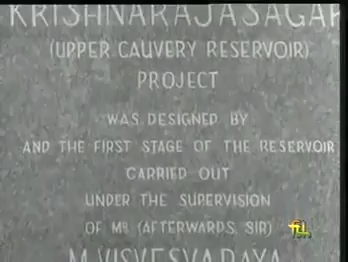 KRISHNARAJASAGAR
(UPPER CAUVERY RESERVOIR)
PROJECT
WAS DESIGNED BY
AND THE FIRST STAGE OF THE RESERVOIR
CARRIED OUT
UNDER THE SUPERVISION
OF MR (AFTERWARDS SIR)
M VISVESVARAYA